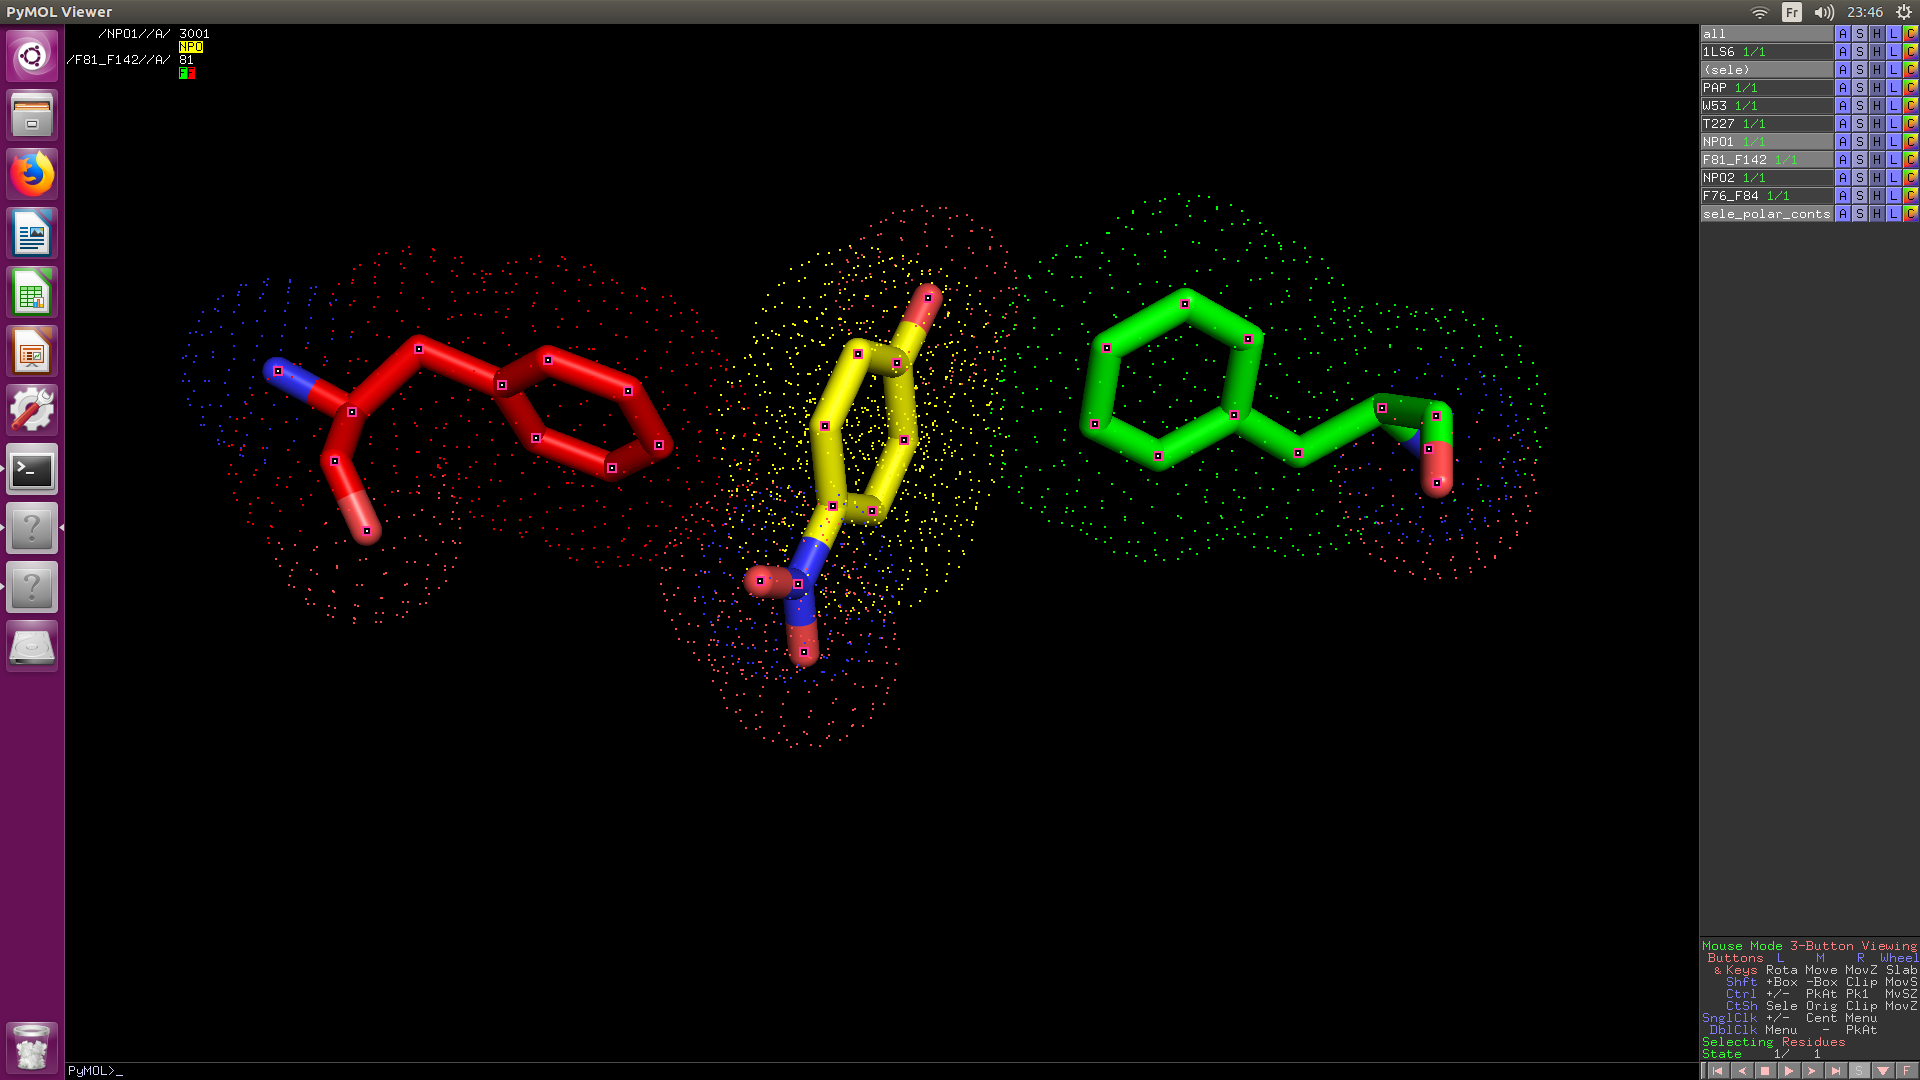 PyMOL Viewer
Fr
23:46
/NPO1//A/ 3001
NPO
/F81_F142//A/ 81
F F
all A S H L C
1LS6 1/1 A S H L C
(sele) A S H L C
PAP 1/1 A S H L C
W53 1/1 A S H L C
T227 1/1 A S H L C
NPO1 1/1 A S H L C
F81_F142 1/1 A S H L C
NPO2 1/1 A S H L C
F76_F84 1/1 A S H L C
sele_polar_conts A S H L C
Mouse Mode 3-Button Viewing
Buttons L M R Wheel
& Keys Rota Move MovZ Slab
Shft +Box -Box Clip MovS
Ctrl +/- PkAt Pk1 MvSZ
CtSh Sele Orig Clip MovZ
SnglClk +/- Cent Menu
DblClk Menu - PkAt
Selecting Residues
State 1/ 1
S F
PyMOL>_